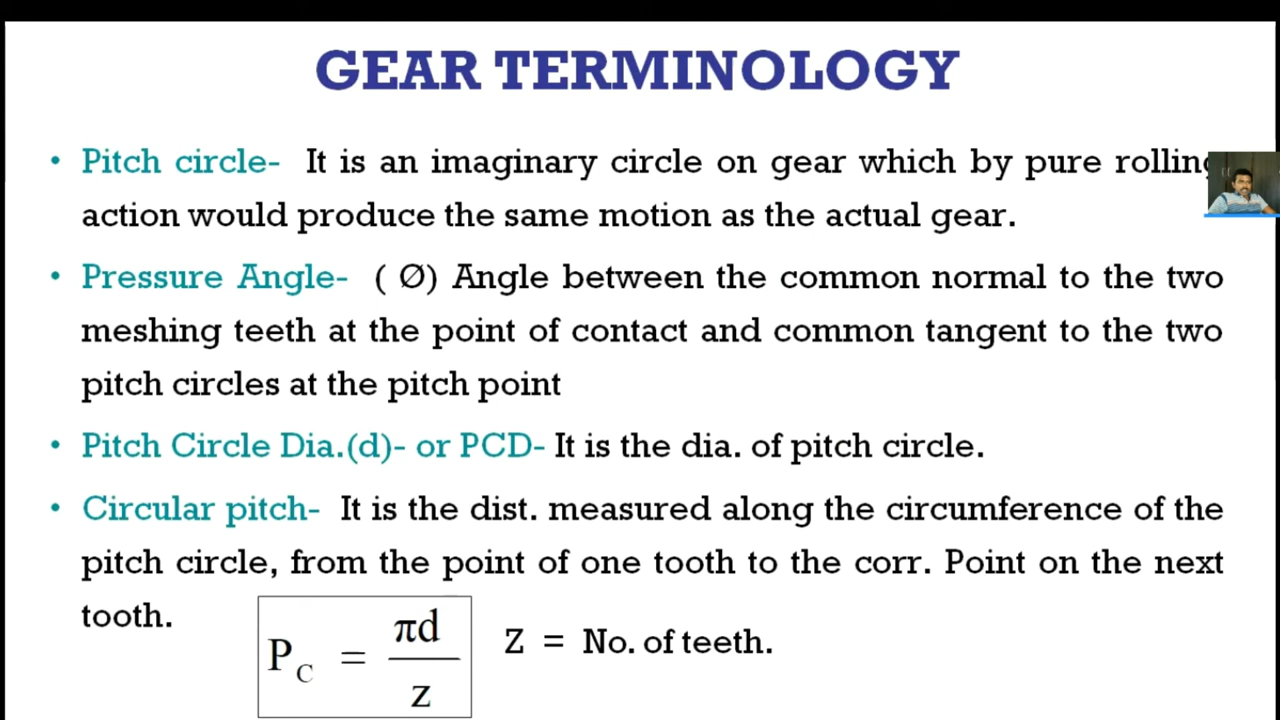 GEAR TERMINOLOGY
• Pitch circle- It is an imaginary circle on gear which by pure rolling
action would produce the same motion as the actual gear.
• Pressure Angle- ( Ø) Angle between the common normal to the two
meshing teeth at the point of contact and common tangent to the two
pitch circles at the pitch point
• Pitch Circle Dia.(d)- or PCD- It is the dia. of pitch circle.
• Circular pitch- It is the dist. measured along the circumference of the
pitch circle, from the point of one tooth to the corr. Point on the next
tooth.
P_C = πd / z
Z = No. of teeth.